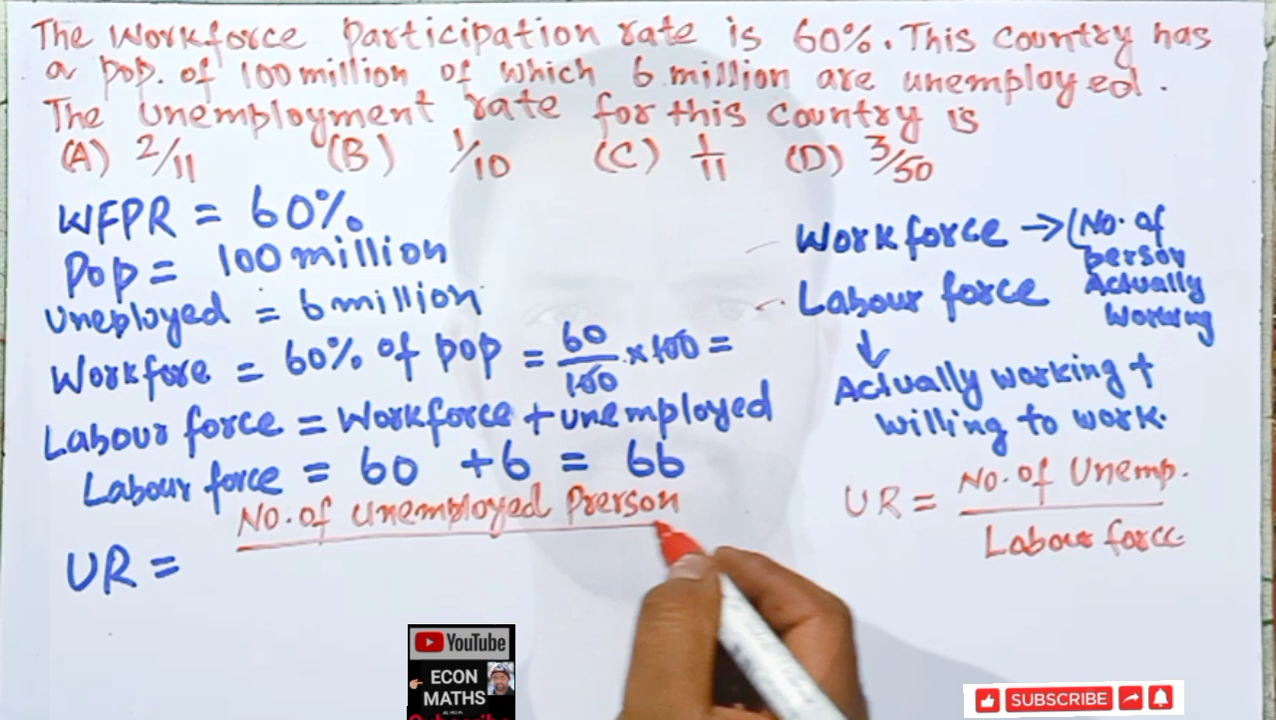 The Workforce participation rate is 60%. This country has
a pop. of 100 million of which 6 million are unemployed.
The Unemployment rate for this country is
(A) 2/11 (B) 1/10 (C) 1/11 (D) 3/50
WFPR = 60%
Pop = 100 million
Uneployed = 6 million
Workfore = 60% of pop = 60/100 × 100 =
Labour force = Workforce + unemployed
Labour force = 60 + 6 = 66
UR = No. of unemployed Prerson
Workforce → (No. of
person
Actually
working
Labour force
↓
Actually working +
willing to work.
UR = No. of Unemp. / Labour force
YouTube
ECON
MATHS
Subscribe
SUBSCRIBE